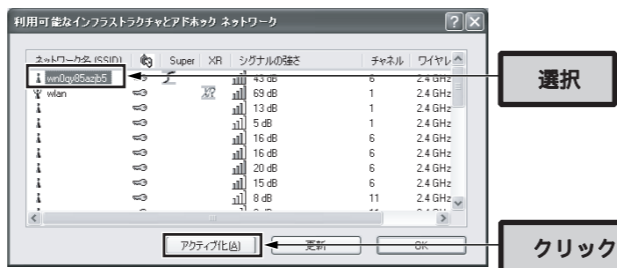 利用可能なインフラストラクチャとアドホック ネットワーク
ネットワーク名 (SSID) Super XR シグナルの強さ チャネル ワイヤレ
wn0qy85azjb5 43 dB 6 2.4 GHz
wlan XR 69 dB 1 2.4 GHz
13 dB 1 2.4 GHz
5 dB 1 2.4 GHz
16 dB 6 2.4 GHz
16 dB 6 2.4 GHz
20 dB 6 2.4 GHz
15 dB 6 2.4 GHz
8 dB 11 2.4 GHz
アクティブ化(A) 更新 OK
選択
クリック